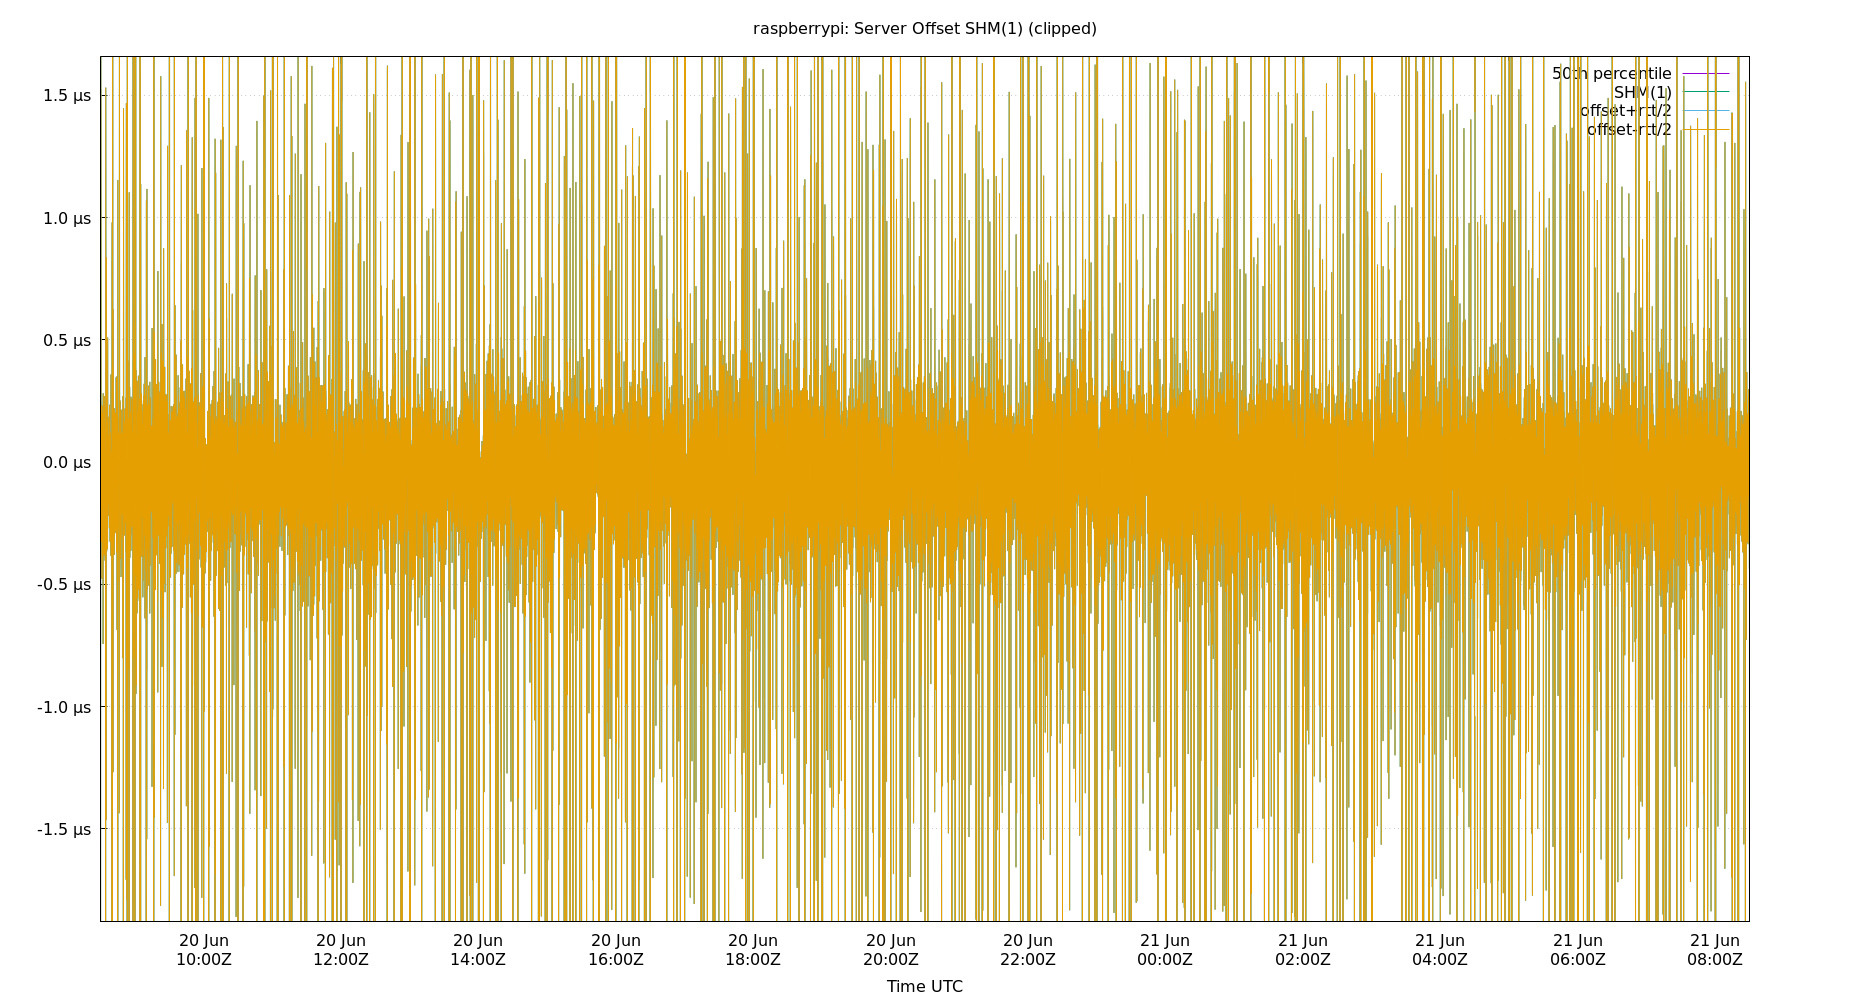 raspberrypi: Server Offset SHM(1) (clipped)
50th percentile
SHM(1)
offset+rtt/2
offset-rtt/2
1.5 µs
1.0 µs
0.5 µs
0.0 µs
-0.5 µs
-1.0 µs
-1.5 µs
20 Jun 20 Jun 20 Jun 20 Jun 20 Jun 20 Jun 20 Jun 21 Jun 21 Jun 21 Jun 21 Jun 21 Jun
10:00Z 12:00Z 14:00Z 16:00Z 18:00Z 20:00Z 22:00Z 00:00Z 02:00Z 04:00Z 06:00Z 08:00Z
Time UTC